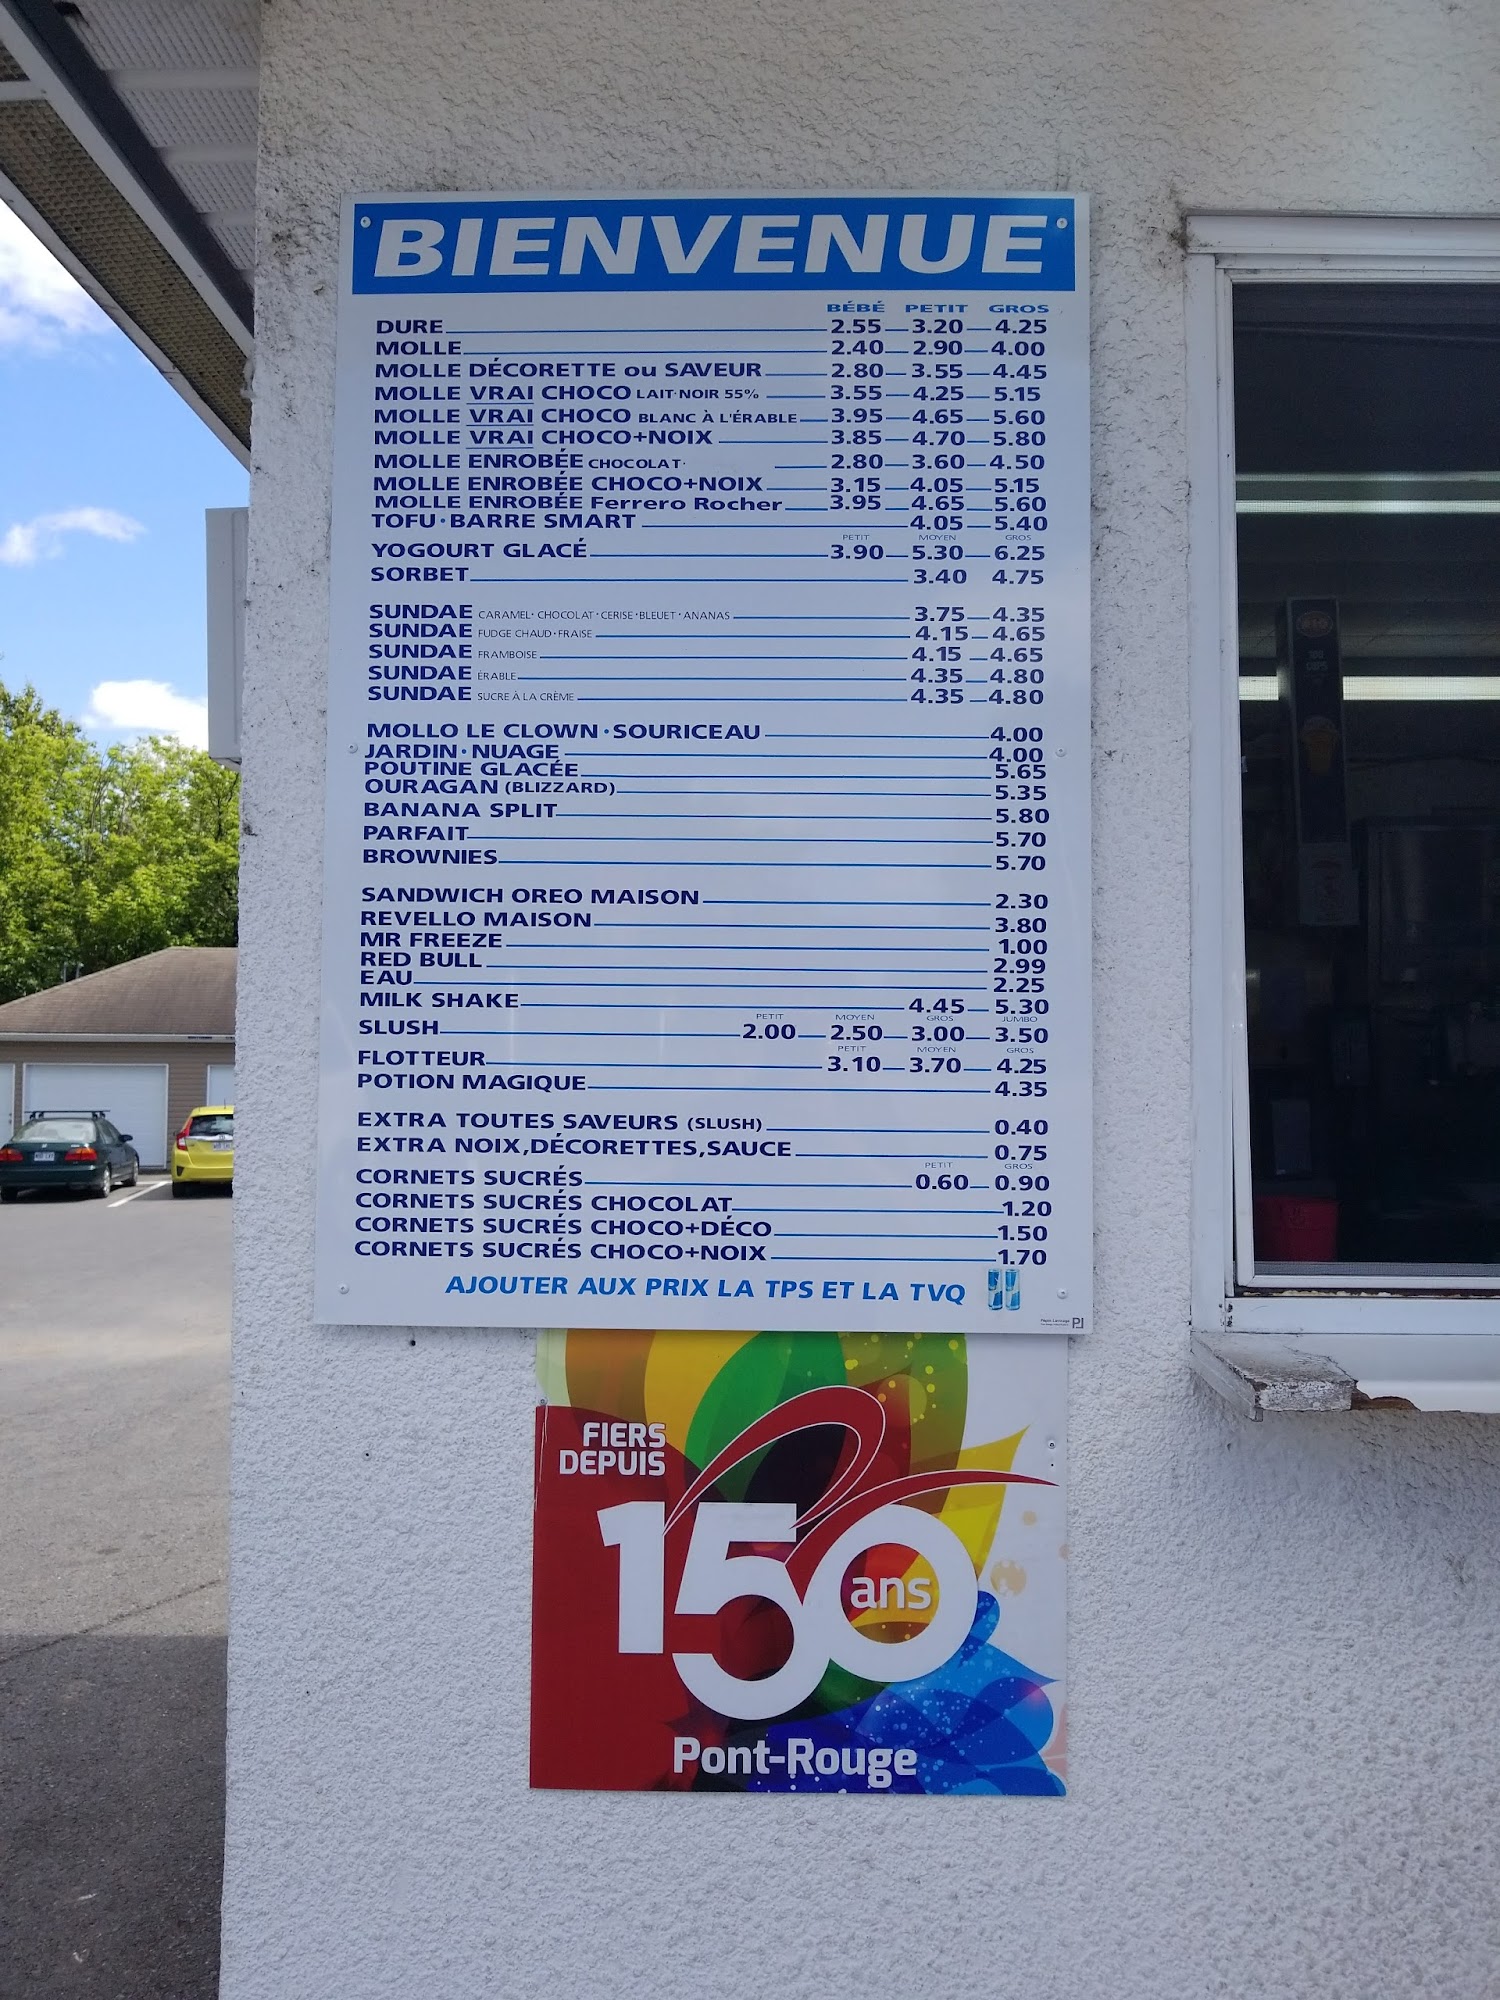 BIENVENUE
BÉBÉ PETIT GROS
DURE 2.55 3.20 4.25
MOLLE 2.40 2.90 4.00
MOLLE DÉCORETTE ou SAVEUR 2.80 3.55 4.45
MOLLE VRAI CHOCO LAIT·NOIR 55% 3.55 4.25 5.15
MOLLE VRAI CHOCO BLANC À L'ÉRABLE 3.95 4.65 5.60
MOLLE VRAI CHOCO+NOIX 3.85 4.70 5.80
MOLLE ENROBÉE CHOCOLAT· 2.80 3.60 4.50
MOLLE ENROBÉE CHOCO+NOIX 3.15 4.05 5.15
MOLLE ENROBÉE Ferrero Rocher 3.95 4.65 5.60
TOFU·BARRE SMART 4.05 5.40
PETIT MOYEN GROS
YOGOURT GLACÉ 3.90 5.30 6.25
SORBET 3.40 4.75
SUNDAE CARAMEL·CHOCOLAT·CERISE·BLEUET·ANANAS 3.75 4.35
SUNDAE FUDGE CHAUD·FRAISE 4.15 4.65
SUNDAE FRAMBOISE 4.15 4.65
SUNDAE ÉRABLE 4.35 4.80
SUNDAE SUCRE À LA CRÈME 4.35 4.80
MOLLO LE CLOWN·SOURICEAU 4.00
JARDIN·NUAGE 4.00
POUTINE GLACÉE 5.65
OURAGAN (BLIZZARD) 5.35
BANANA SPLIT 5.80
PARFAIT 5.70
BROWNIES 5.70
SANDWICH OREO MAISON 2.30
REVELLO MAISON 3.80
MR FREEZE 1.00
RED BULL 2.99
EAU 2.25
MILK SHAKE 4.45 5.30
PETIT MOYEN GROS JUMBO
SLUSH 2.00 2.50 3.00 3.50
PETIT MOYEN GROS
FLOTTEUR 3.10 3.70 4.25
POTION MAGIQUE 4.35
EXTRA TOUTES SAVEURS (SLUSH) 0.40
EXTRA NOIX,DÉCORETTES,SAUCE 0.75
PETIT GROS
CORNETS SUCRÉS 0.60 0.90
CORNETS SUCRÉS CHOCOLAT 1.20
CORNETS SUCRÉS CHOCO+DÉCO 1.50
CORNETS SUCRÉS CHOCO+NOIX 1.70
AJOUTER AUX PRIX LA TPS ET LA TVQ
PJ
FIERS
DEPUIS
150
ans
Pont-Rouge